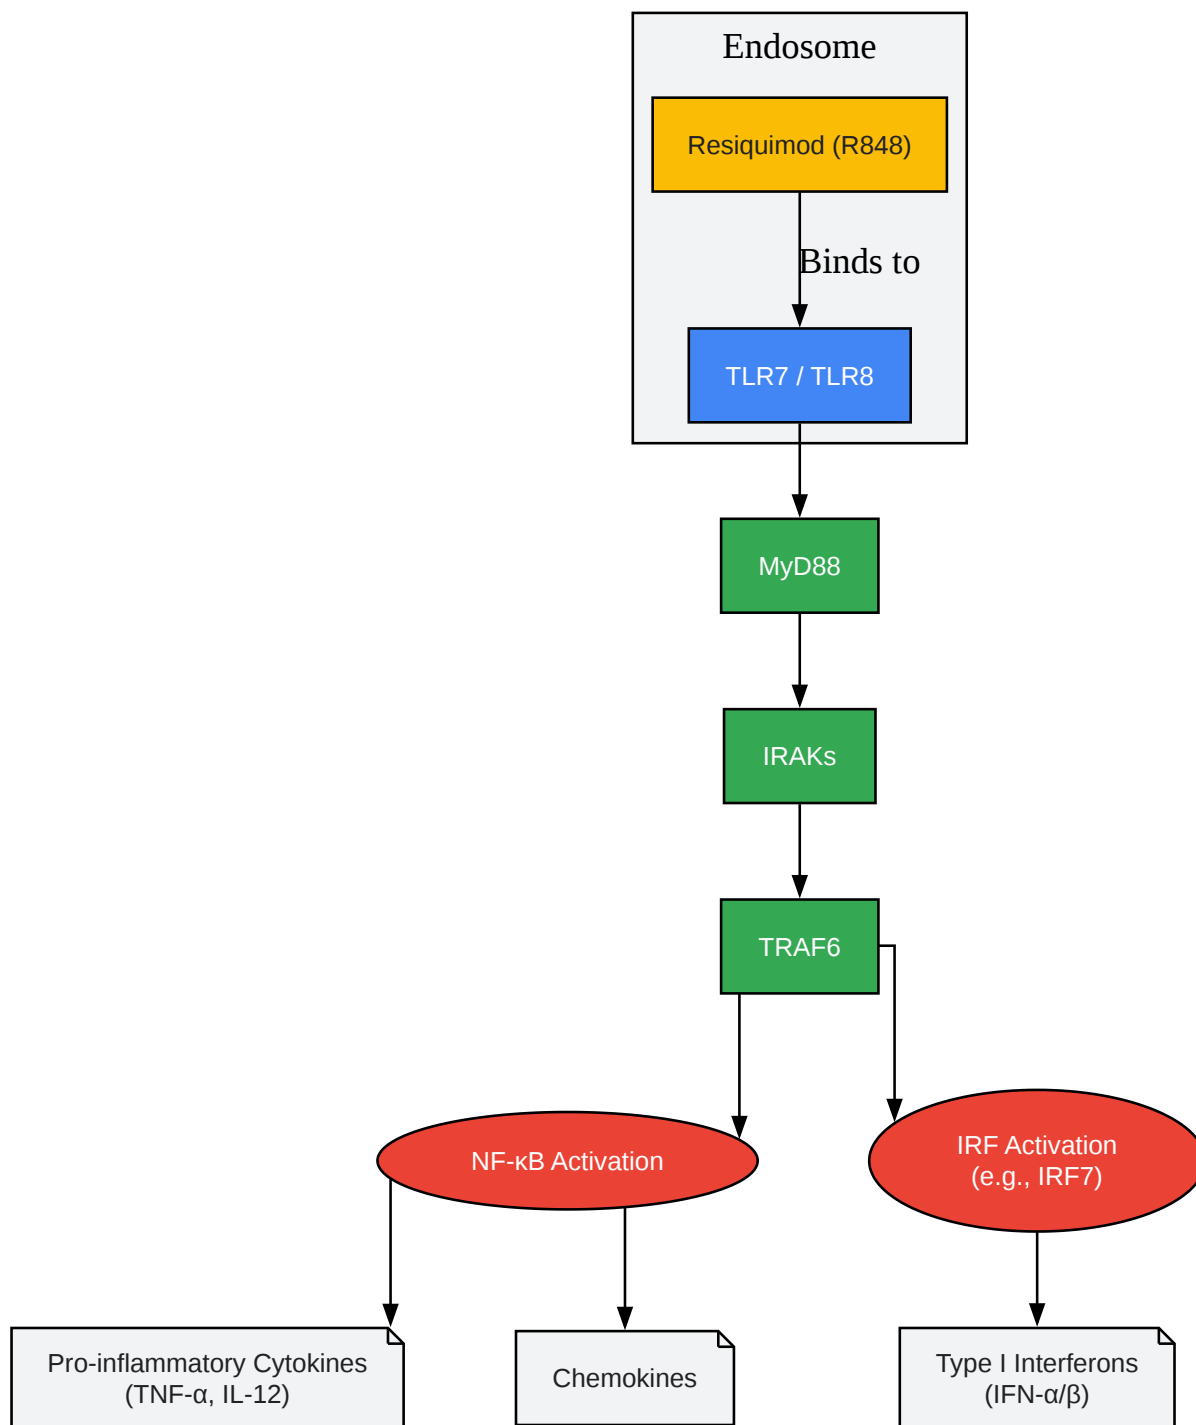 Endosome
Resiquimod (R848)
Binds to
TLR7 / TLR8
MyD88
IRAKs
TRAF6
NF-κB Activation
IRF Activation
(e.g., IRF7)
Pro-inflammatory Cytokines
(TNF-α, IL-12)
Chemokines
Type I Interferons
(IFN-α/β)